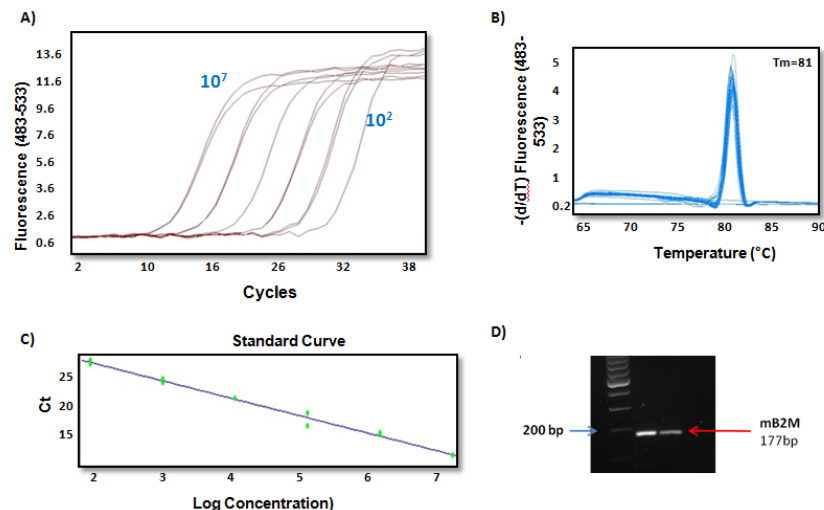 A)
13.6
11.6
9.6
7.6
5.6
3.6
2.6
0.6
Fluorescence (483-533)
10⁷
10²
2 10 16 26 32 38
Cycles
B)
5
4
3
2
1
0.2
-(d/dT) Fluorescence (483-
533)
Tm=81
64 65 70 75 80 85 90
Temperature (°C)
C)
Standard Curve
25
15
Ct
2 3 4 5 6 7
Log Concentration)
D)
200 bp
mB2M
177bp